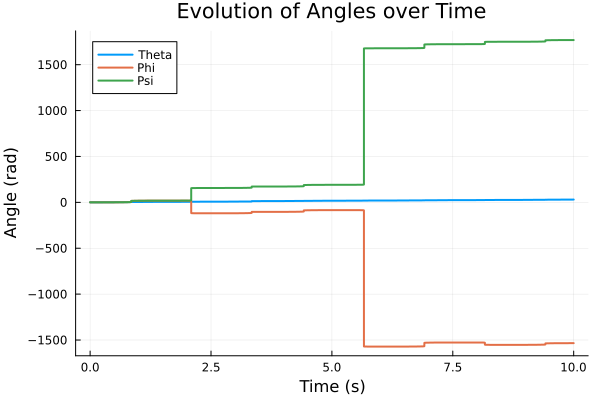 Evolution of Angles over Time
Theta
Phi
Psi
1500
1000
500
0
−500
−1000
−1500
Angle (rad)
0.0 2.5 5.0 7.5 10.0
Time (s)